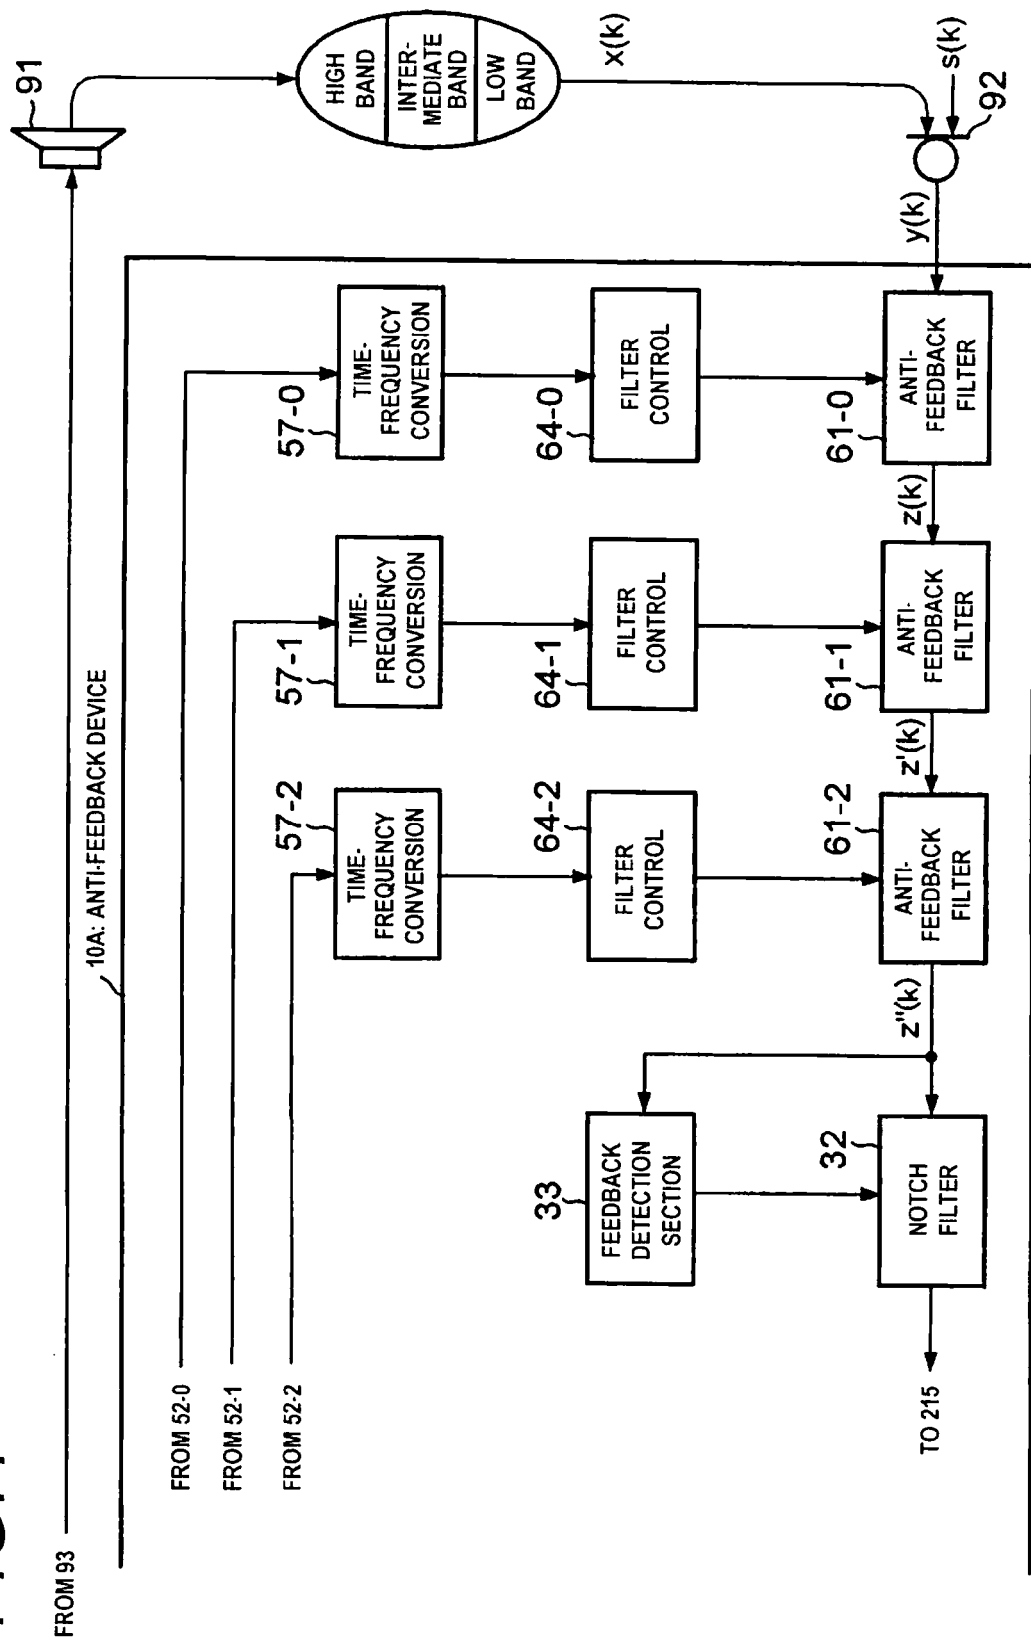 FROM 93
91
HIGH
BAND
INTER-
MEDIATE
BAND
LOW
BAND
x(k)
s(k)
92
y(k)
10A: ANTI-FEEDBACK DEVICE
FROM 52-0
FROM 52-1
FROM 52-2
57-2
TIME-
FREQUENCY
CONVERSION
57-1
TIME-
FREQUENCY
CONVERSION
57-0
TIME-
FREQUENCY
CONVERSION
33
FEEDBACK
DETECTION
SECTION
64-2
FILTER
CONTROL
64-1
FILTER
CONTROL
64-0
FILTER
CONTROL
TO 215
32
NOTCH
FILTER
z"(k)
61-2
ANTI-
FEEDBACK
FILTER
z'(k)
61-1
ANTI-
FEEDBACK
FILTER
z(k)
61-0
ANTI-
FEEDBACK
FILTER